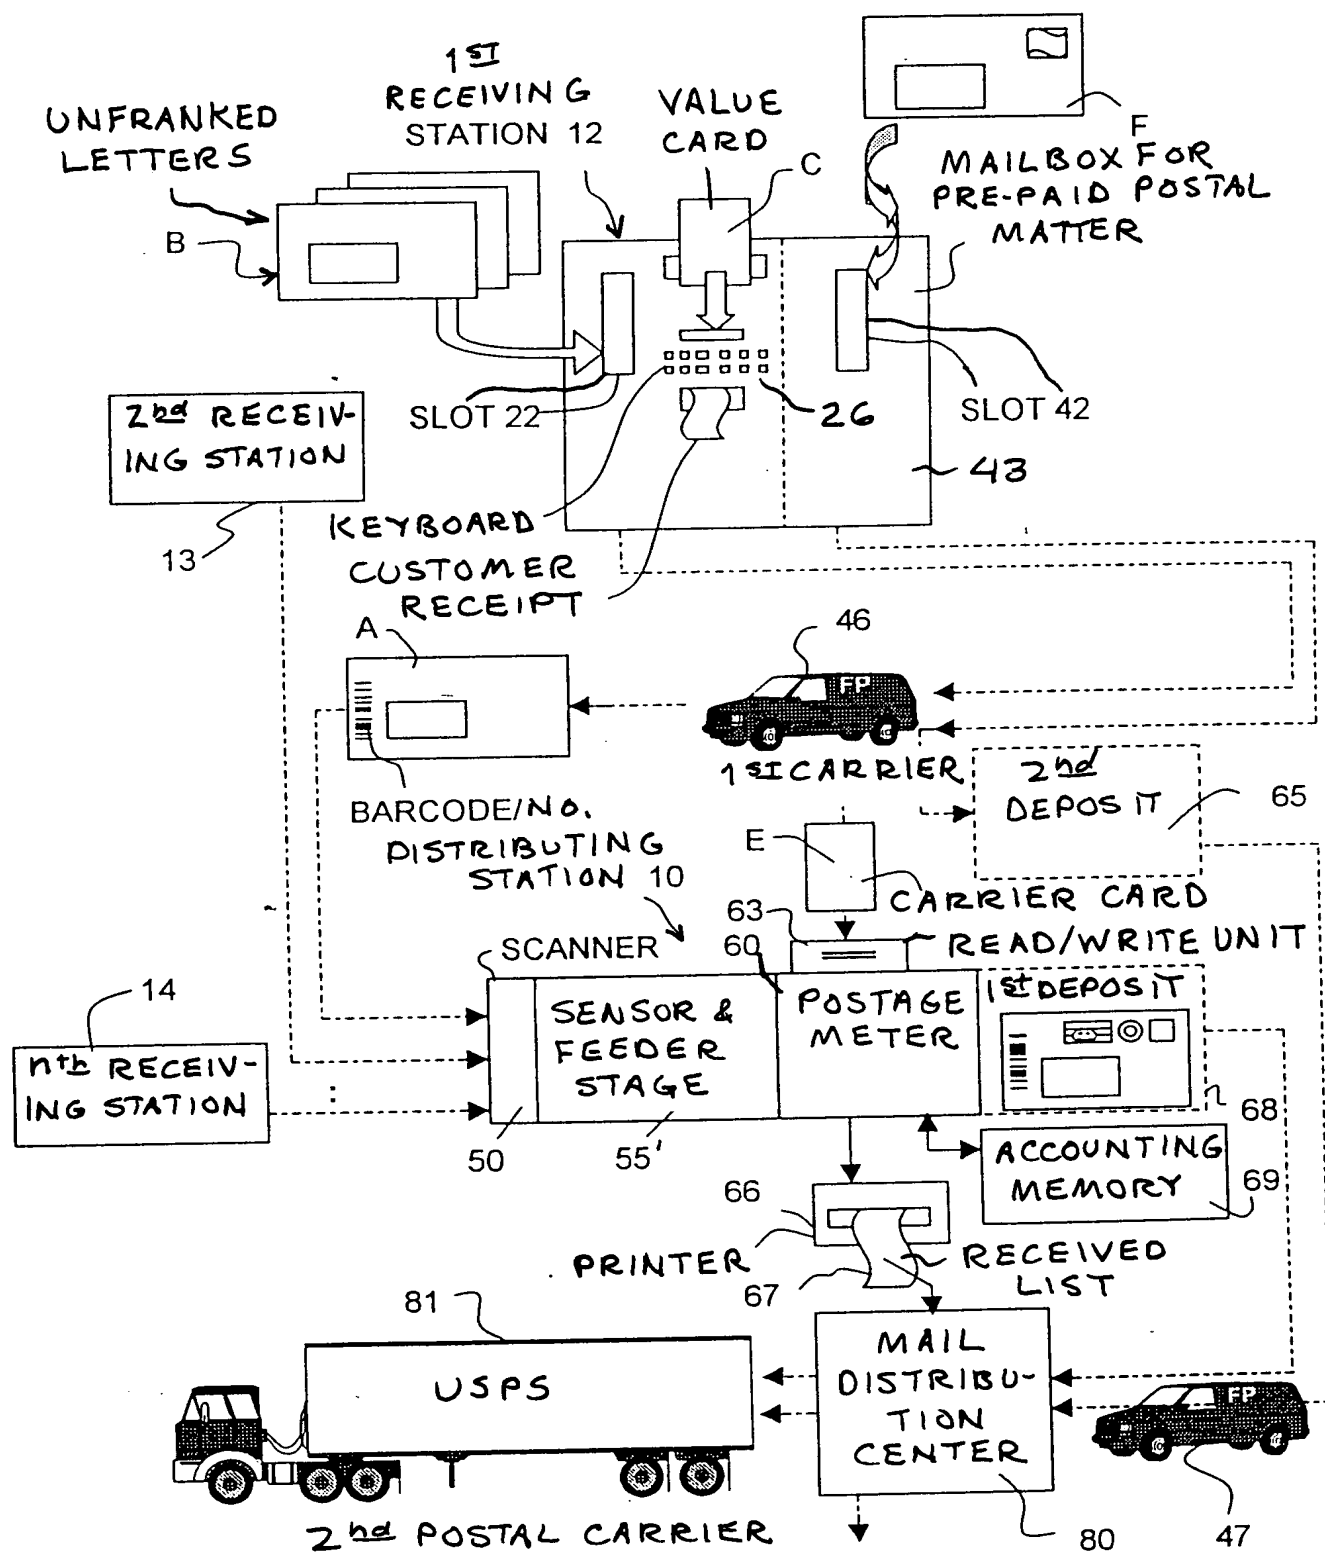 1ST
RECEIVING
STATION 12
VALUE
CARD
UNFRANKED
LETTERS
F
MAILBOX FOR
PRE-PAID POSTAL
MATTER
C
B
2nd RECEIV-
ING STATION
SLOT 22
26
SLOT 42
43
13
KEYBOARD
CUSTOMER
RECEIPT
A
46
FP
1ST CARRIER
2nd
DEPOSIT
65
BARCODE/NO.
DISTRIBUTING
STATION 10
E
CARRIER CARD
63
READ/WRITE UNIT
60
SCANNER
14
SENSOR &
FEEDER
STAGE
POSTAGE
METER
1st DEPOSIT
nth RECEIV-
ING STATION
:
68
50
55'
ACCOUNTING
MEMORY
69
66
PRINTER
RECEIVED
LIST
67
81
USPS
MAIL
DISTRIBU-
TION
CENTER
FP
2nd POSTAL CARRIER
80
47